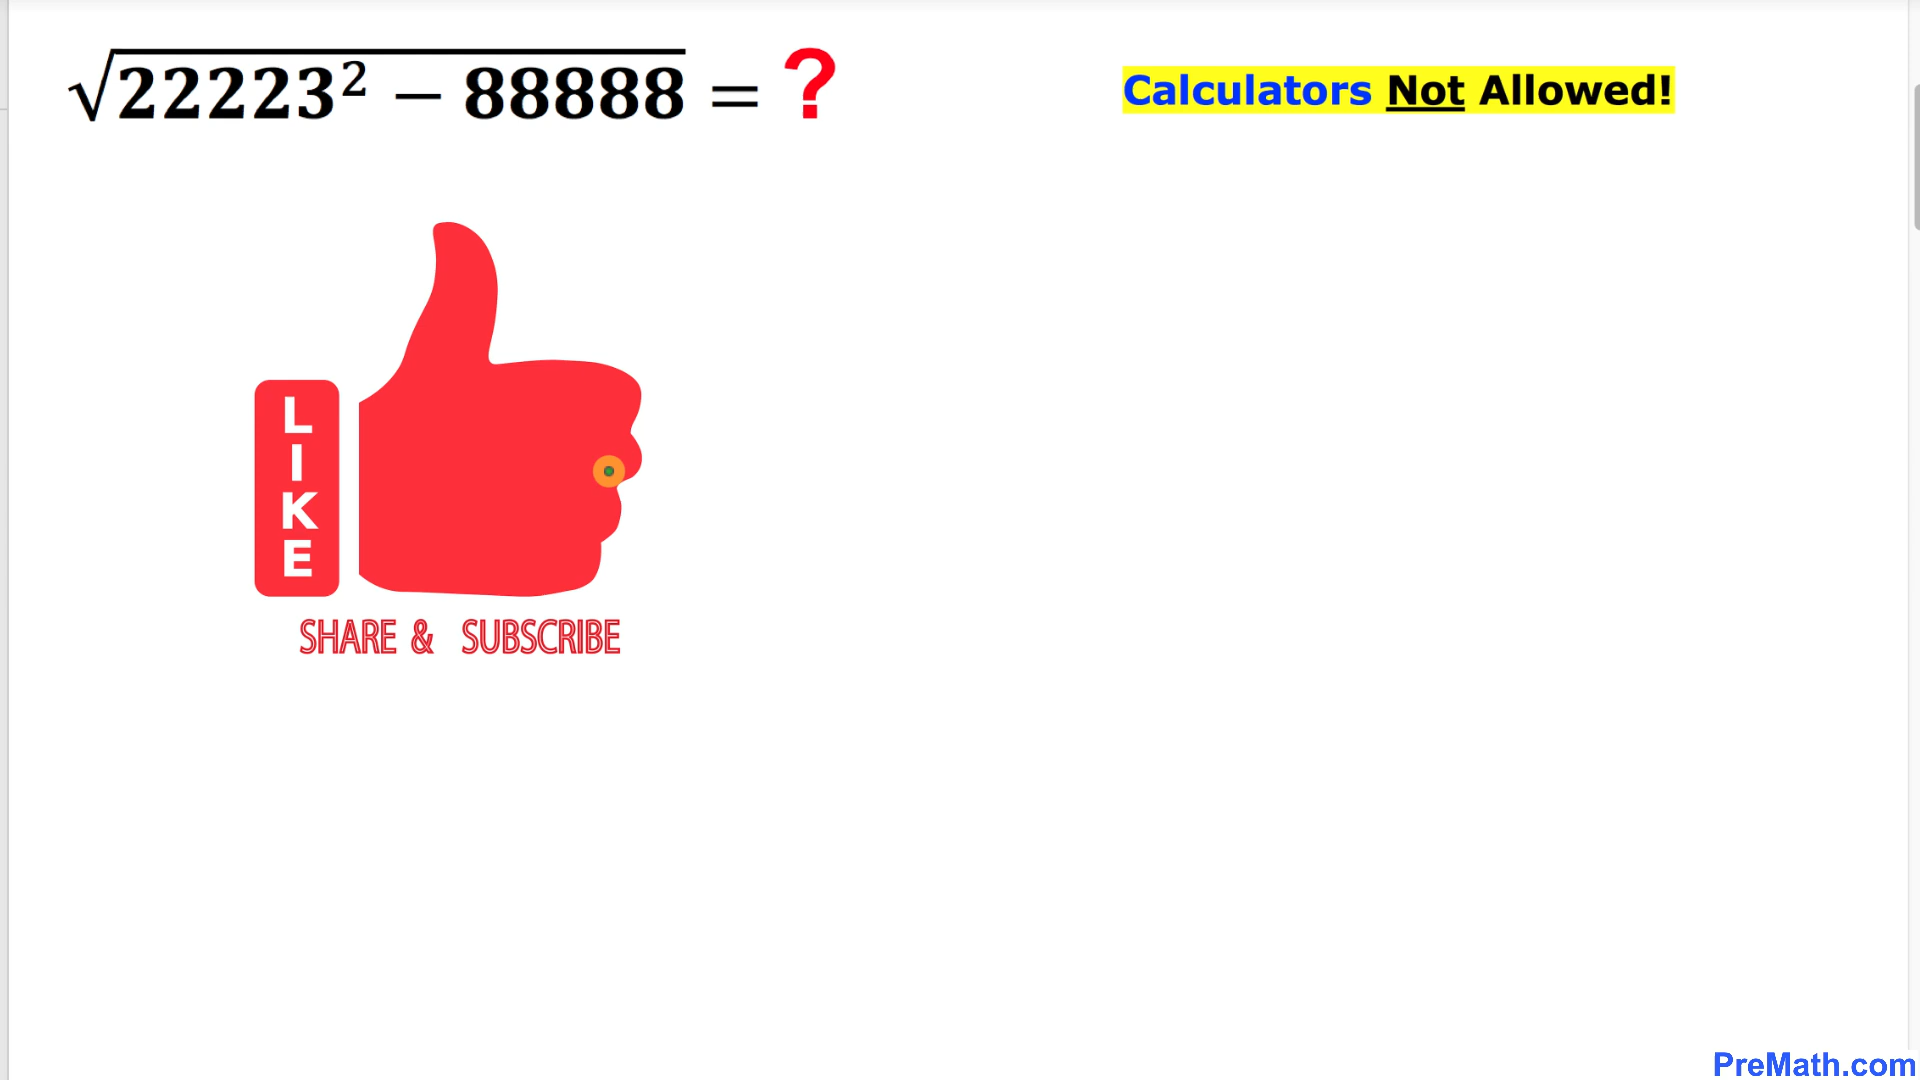 √22223² − 88888 = ?
Calculators Not Allowed!
L
I
K
E
SHARE & SUBSCRIBE
PreMath.com